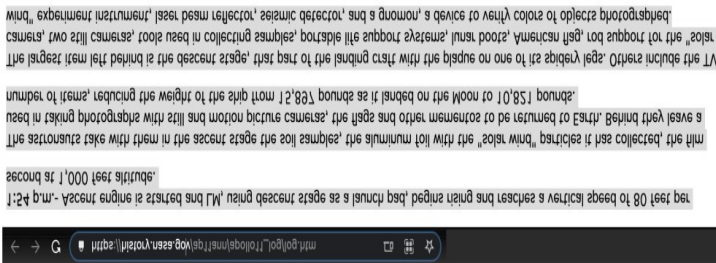 https://history.nasa.gov/ap11ann/apollo11_log/log.htm
1:54 p.m.- Ascent engine is started and LM, using descent stage as a launch pad, begins rising and reaches a vertical speed of 80 feet per
second at 1,000 feet altitude.
The astronauts take with them in the ascent stage the soil samples, the aluminum foil with the "solar wind" particles it has collected, the film
used in taking photographs with still and motion picture cameras, the flags and other mementos to be returned to Earth. Behind they leave a
number of items, reducing the weight of the ship from 15,897 pounds as it landed on the Moon to 10,821 pounds.
The largest item left behind is the descent stage, that part of the landing craft with the plaque on one of its spidery legs. Others include the TV
camera, two still cameras, tools used in collecting samples, portable life support systems, lunar boots, American flag, rod support for the "solar
wind" experiment instrument, laser beam reflector, seismic detector, and a gnomon, a device to verify colors of objects photographed.